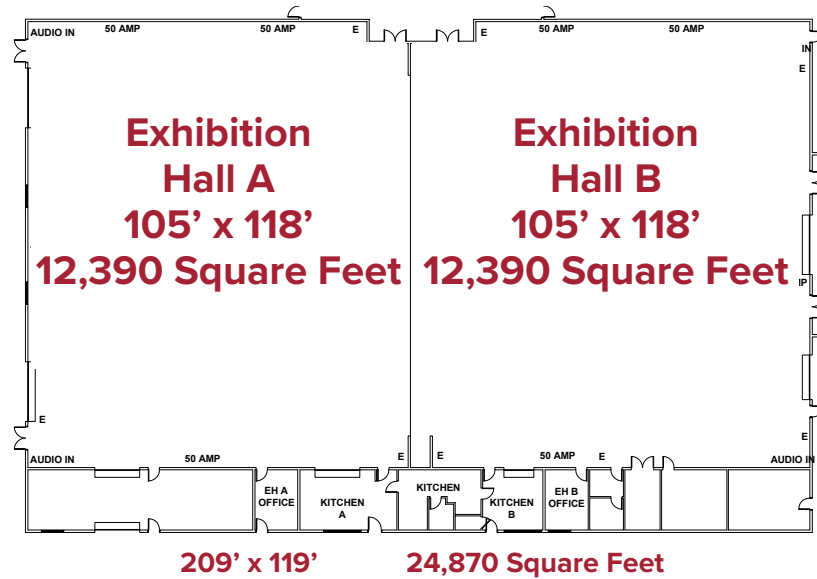 AUDIO IN
50 AMP
50 AMP
E
E
50 AMP
50 AMP
IN
E
Exhibition
Hall A
105’ x 118’
12,390 Square Feet
Exhibition
Hall B
105’ x 118’
12,390 Square Feet
IP
E
E
AUDIO IN
50 AMP
E
E
50 AMP
E
AUDIO IN
EH A
OFFICE
KITCHEN
A
KITCHEN
KITCHEN
B
EH B
OFFICE
209’ x 119’
24,870 Square Feet